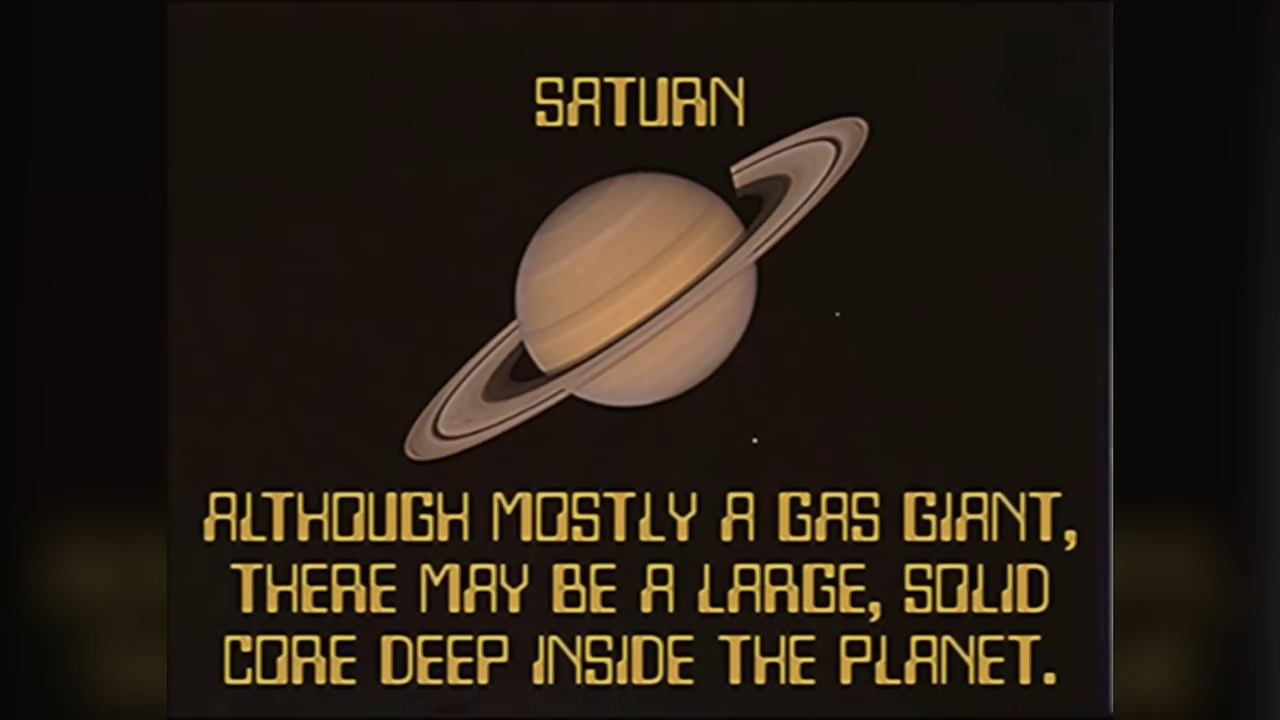 SATURN
ALTHOUGH MOSTLY A GAS GIANT,
THERE MAY BE A LARGE, SOLID
CORE DEEP INSIDE THE PLANET.